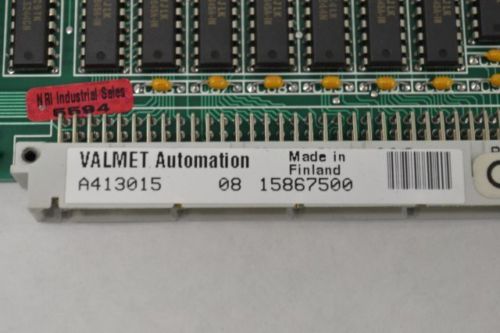 NRI Industrial Sales
5594
VALMET Automation
Made in
Finland
A413015 08 15867500